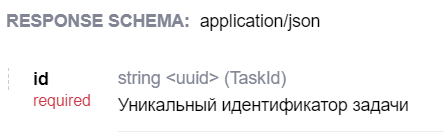 RESPONSE SCHEMA: application/json
id string <uuid> (TaskId)
required Уникальный идентификатор задачи